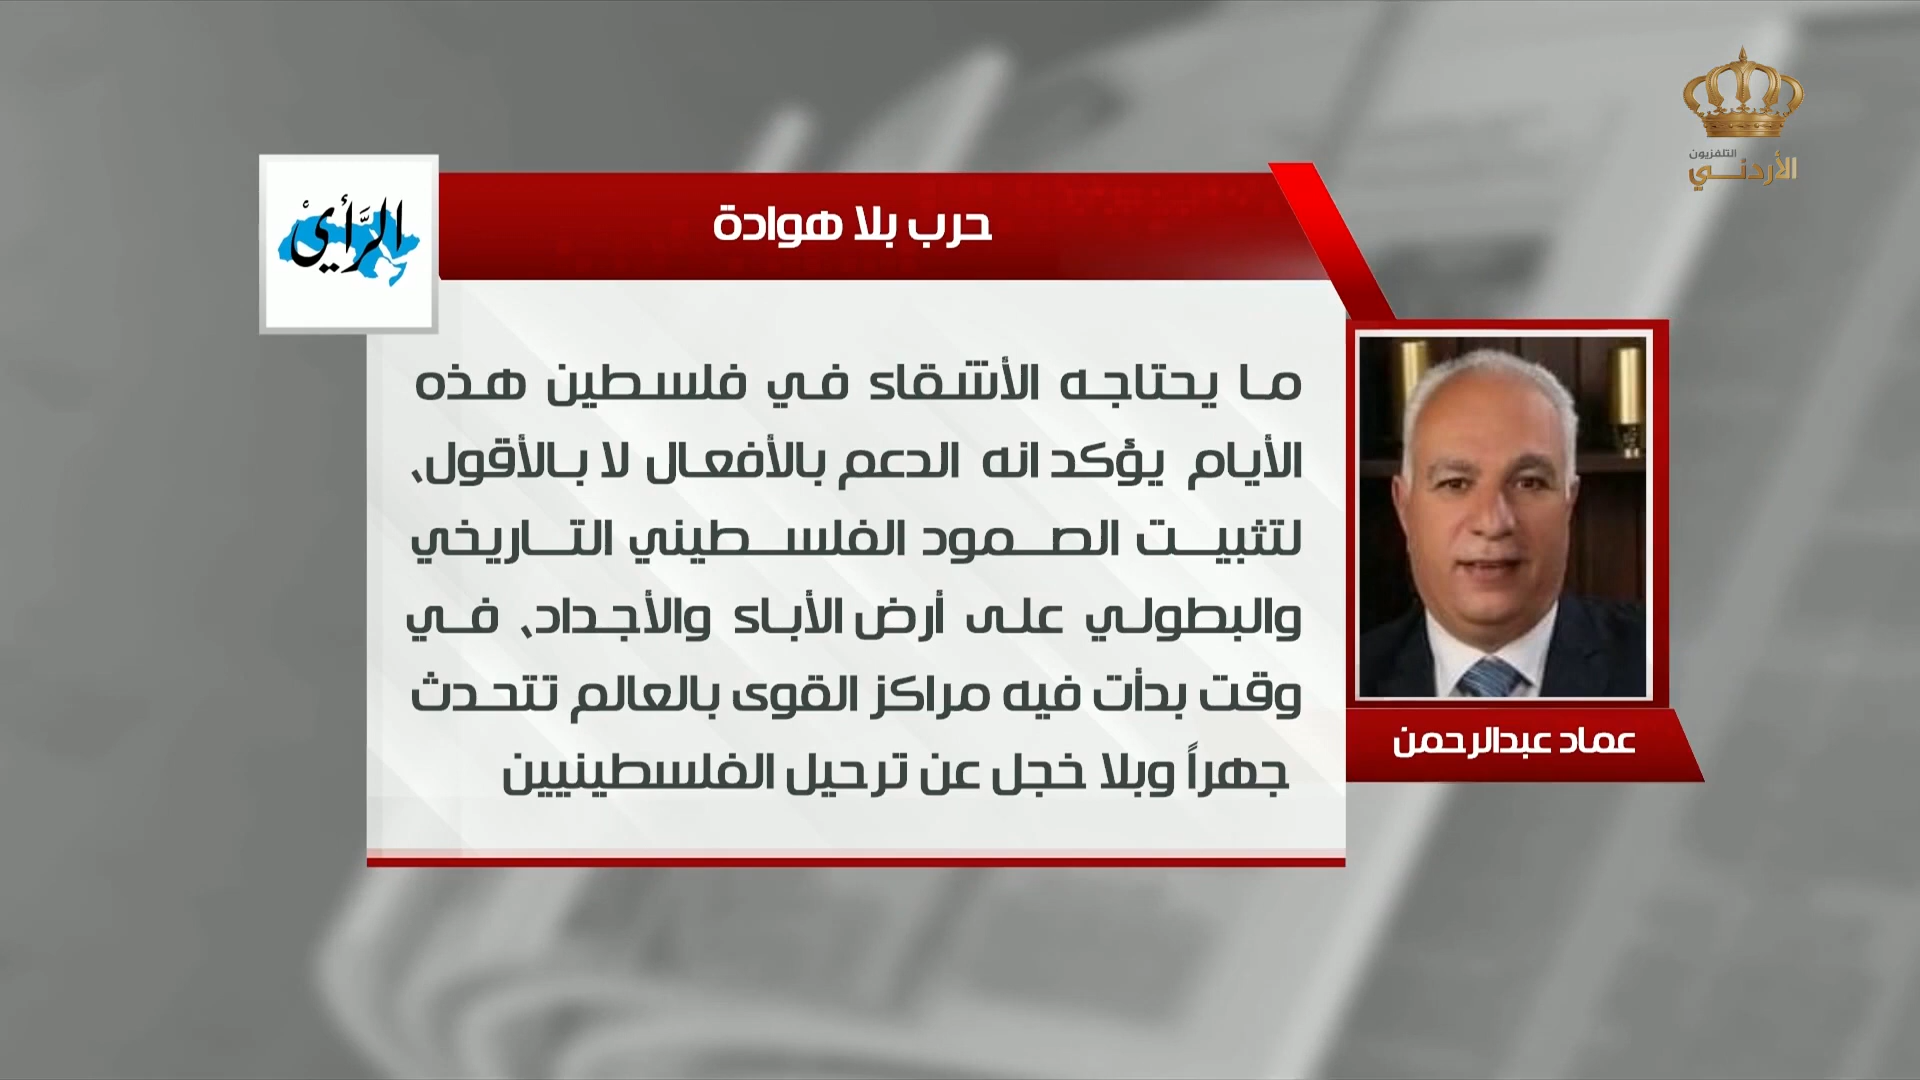 التلفزيون
الأردني
الرأي
حرب بلا هوادة
ما يحتاجه الأشقاء في فلسطين هذه
الأيام يؤكد انه الدعم بالأفعال لا بالأقول،
لتثبيت الصمود الفلسطيني التاريخي
والبطولي على أرض الأباء والأجداد، في
وقت بدأت فيه مراكز القوى بالعالم تتحدث
جهراً وبلا خجل عن ترحيل الفلسطينيين
عماد عبدالرحمن